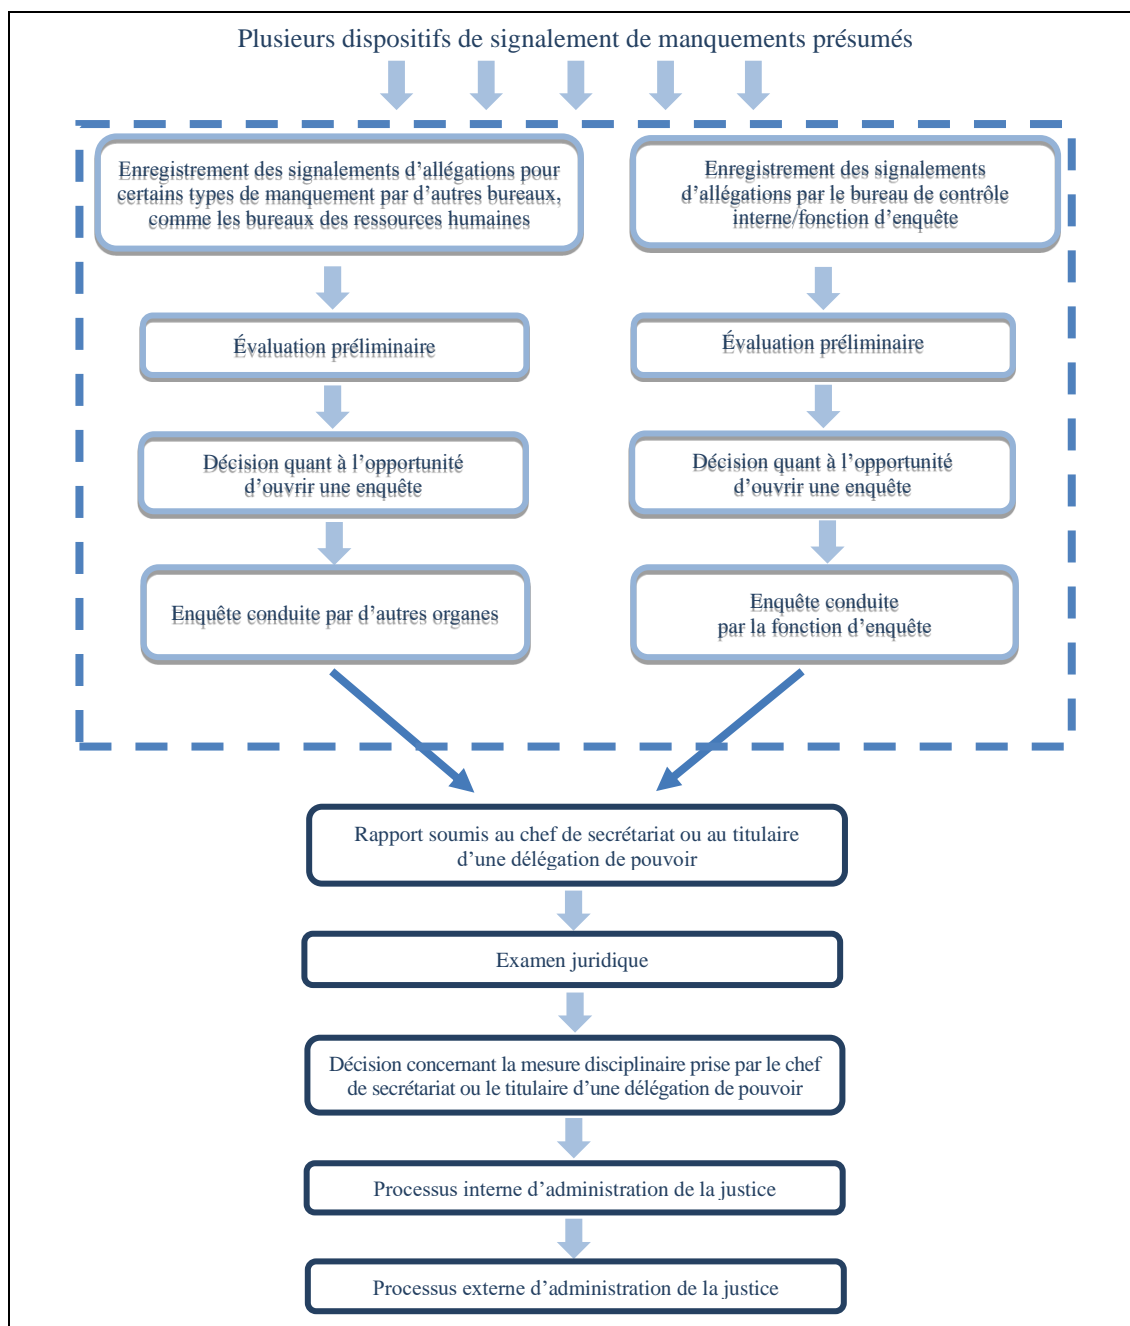 Plusieurs dispositifs de signalement de manquements présumés
Enregistrement des signalements d'allégations pour
certains types de manquement par d'autres bureaux,
comme les bureaux des ressources humaines
Enregistrement des signalements
d'allégations par le bureau de contrôle
interne/fonction d'enquête
Évaluation préliminaire
Évaluation préliminaire
Décision quant à l'opportunité
d'ouvrir une enquête
Décision quant à l'opportunité
d'ouvrir une enquête
Enquête conduite par d'autres organes
Enquête conduite
par la fonction d'enquête
Rapport soumis au chef de secrétariat ou au titulaire
d'une délégation de pouvoir
Examen juridique
Décision concernant la mesure disciplinaire prise par le chef
de secrétariat ou le titulaire d'une délégation de pouvoir
Processus interne d'administration de la justice
Processus externe d'administration de la justice